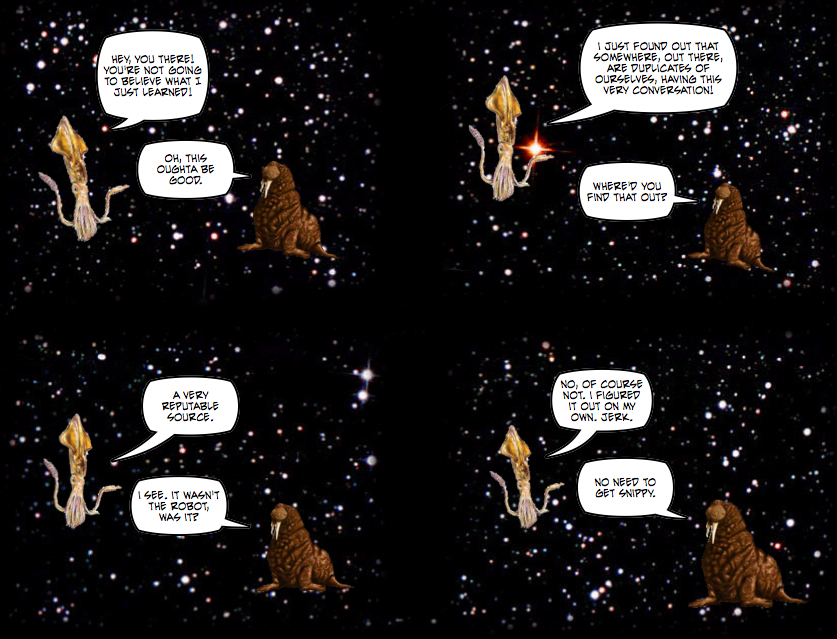 HEY, YOU THERE!
YOU'RE NOT GOING
TO BELIEVE WHAT I
JUST LEARNED!
OH, THIS
OUGHTA BE
GOOD.
I JUST FOUND OUT THAT
SOMEWHERE, OUT THERE,
ARE DUPLICATES OF
OURSELVES, HAVING THIS
VERY CONVERSATION!
WHERE'D YOU
FIND THAT OUT?
A VERY
REPUTABLE
SOURCE.
I SEE. IT WASN'T
THE ROBOT,
WAS IT?
NO, OF COURSE
NOT. I FIGURED
IT OUT ON MY
OWN. JERK.
NO NEED TO
GET SNIPPY.